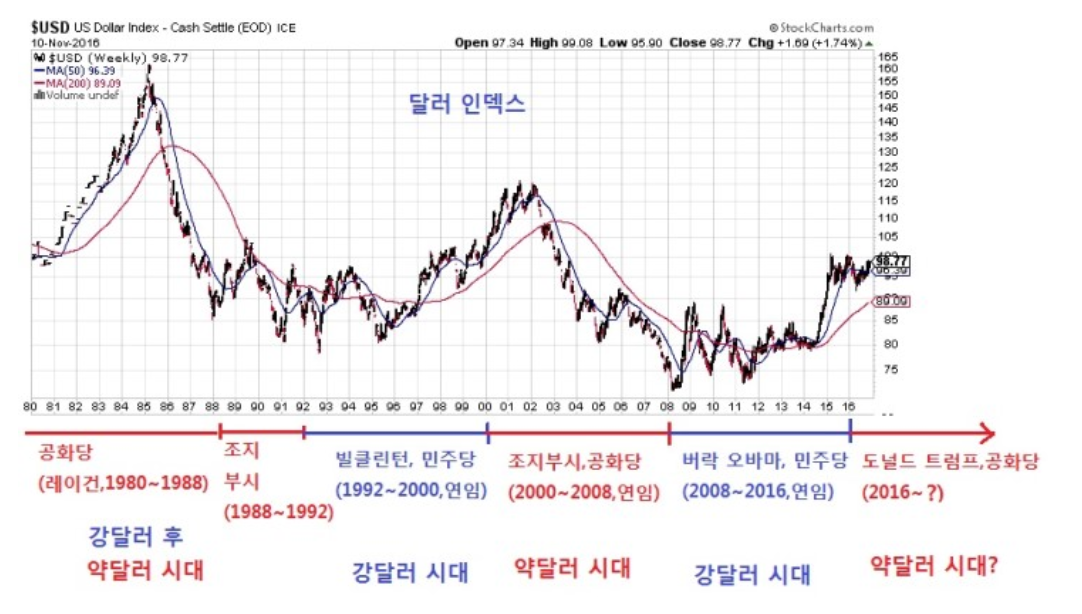 $USD US Dollar Index - Cash Settle (EOD) ICE
© StockCharts.com
10-Nov-2016
Open 97.34 High 99.08 Low 95.90 Close 98.77 Chg +1.69 (+1.74%)
$USD (Weekly) 98.77
MA(50) 96.39
MA(200) 89.09
Volume undef
달러 인덱스
165
160
155
150
145
140
135
130
125
120
115
110
105
98.77
96.39
89.09
85
80
75
80 81 82 83 84 85 86 87 88 89 90 91 92 93 94 95 96 97 98 99 00 01 02 03 04 05 06 07 08 09 10 11 12 13 14 15 16
공화당
(레이건,1980~1988)
조지
부시
(1988~1992)
빌클린턴, 민주당
(1992~2000,연임)
조지부시,공화당
(2000~2008,연임)
버락 오바마, 민주당
(2008~2016,연임)
도널드 트럼프,공화당
(2016~?)
강달러 후
약달러 시대
강달러 시대
약달러 시대
강달러 시대
약달러 시대?